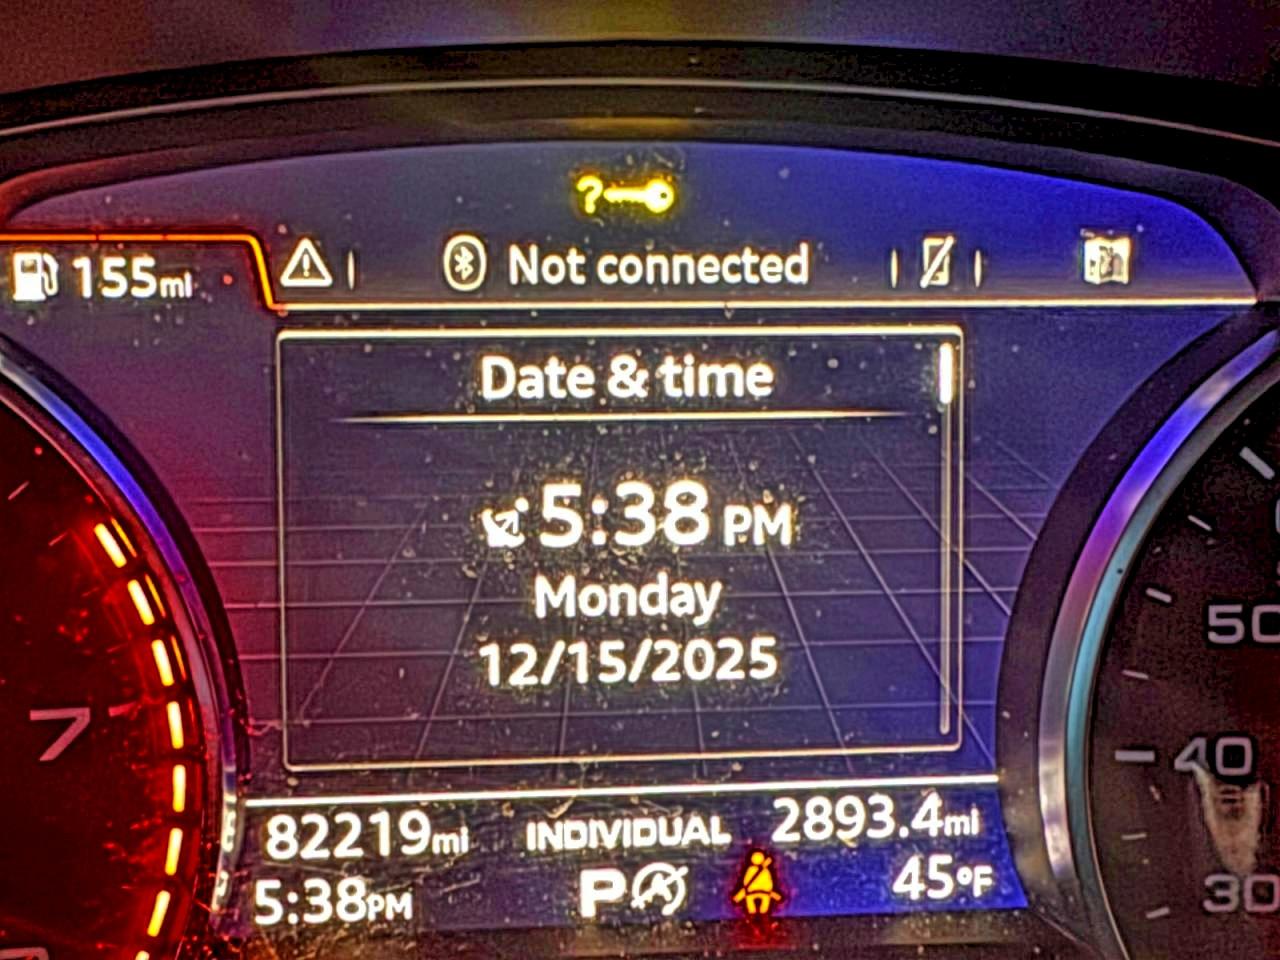 ?
155mi
Not connected
Date & time
5:38 PM
Monday
12/15/2025
7
50
40
30
82219mi
INDIVIDUAL
2893.4mi
5:38PM
P
A
45°F